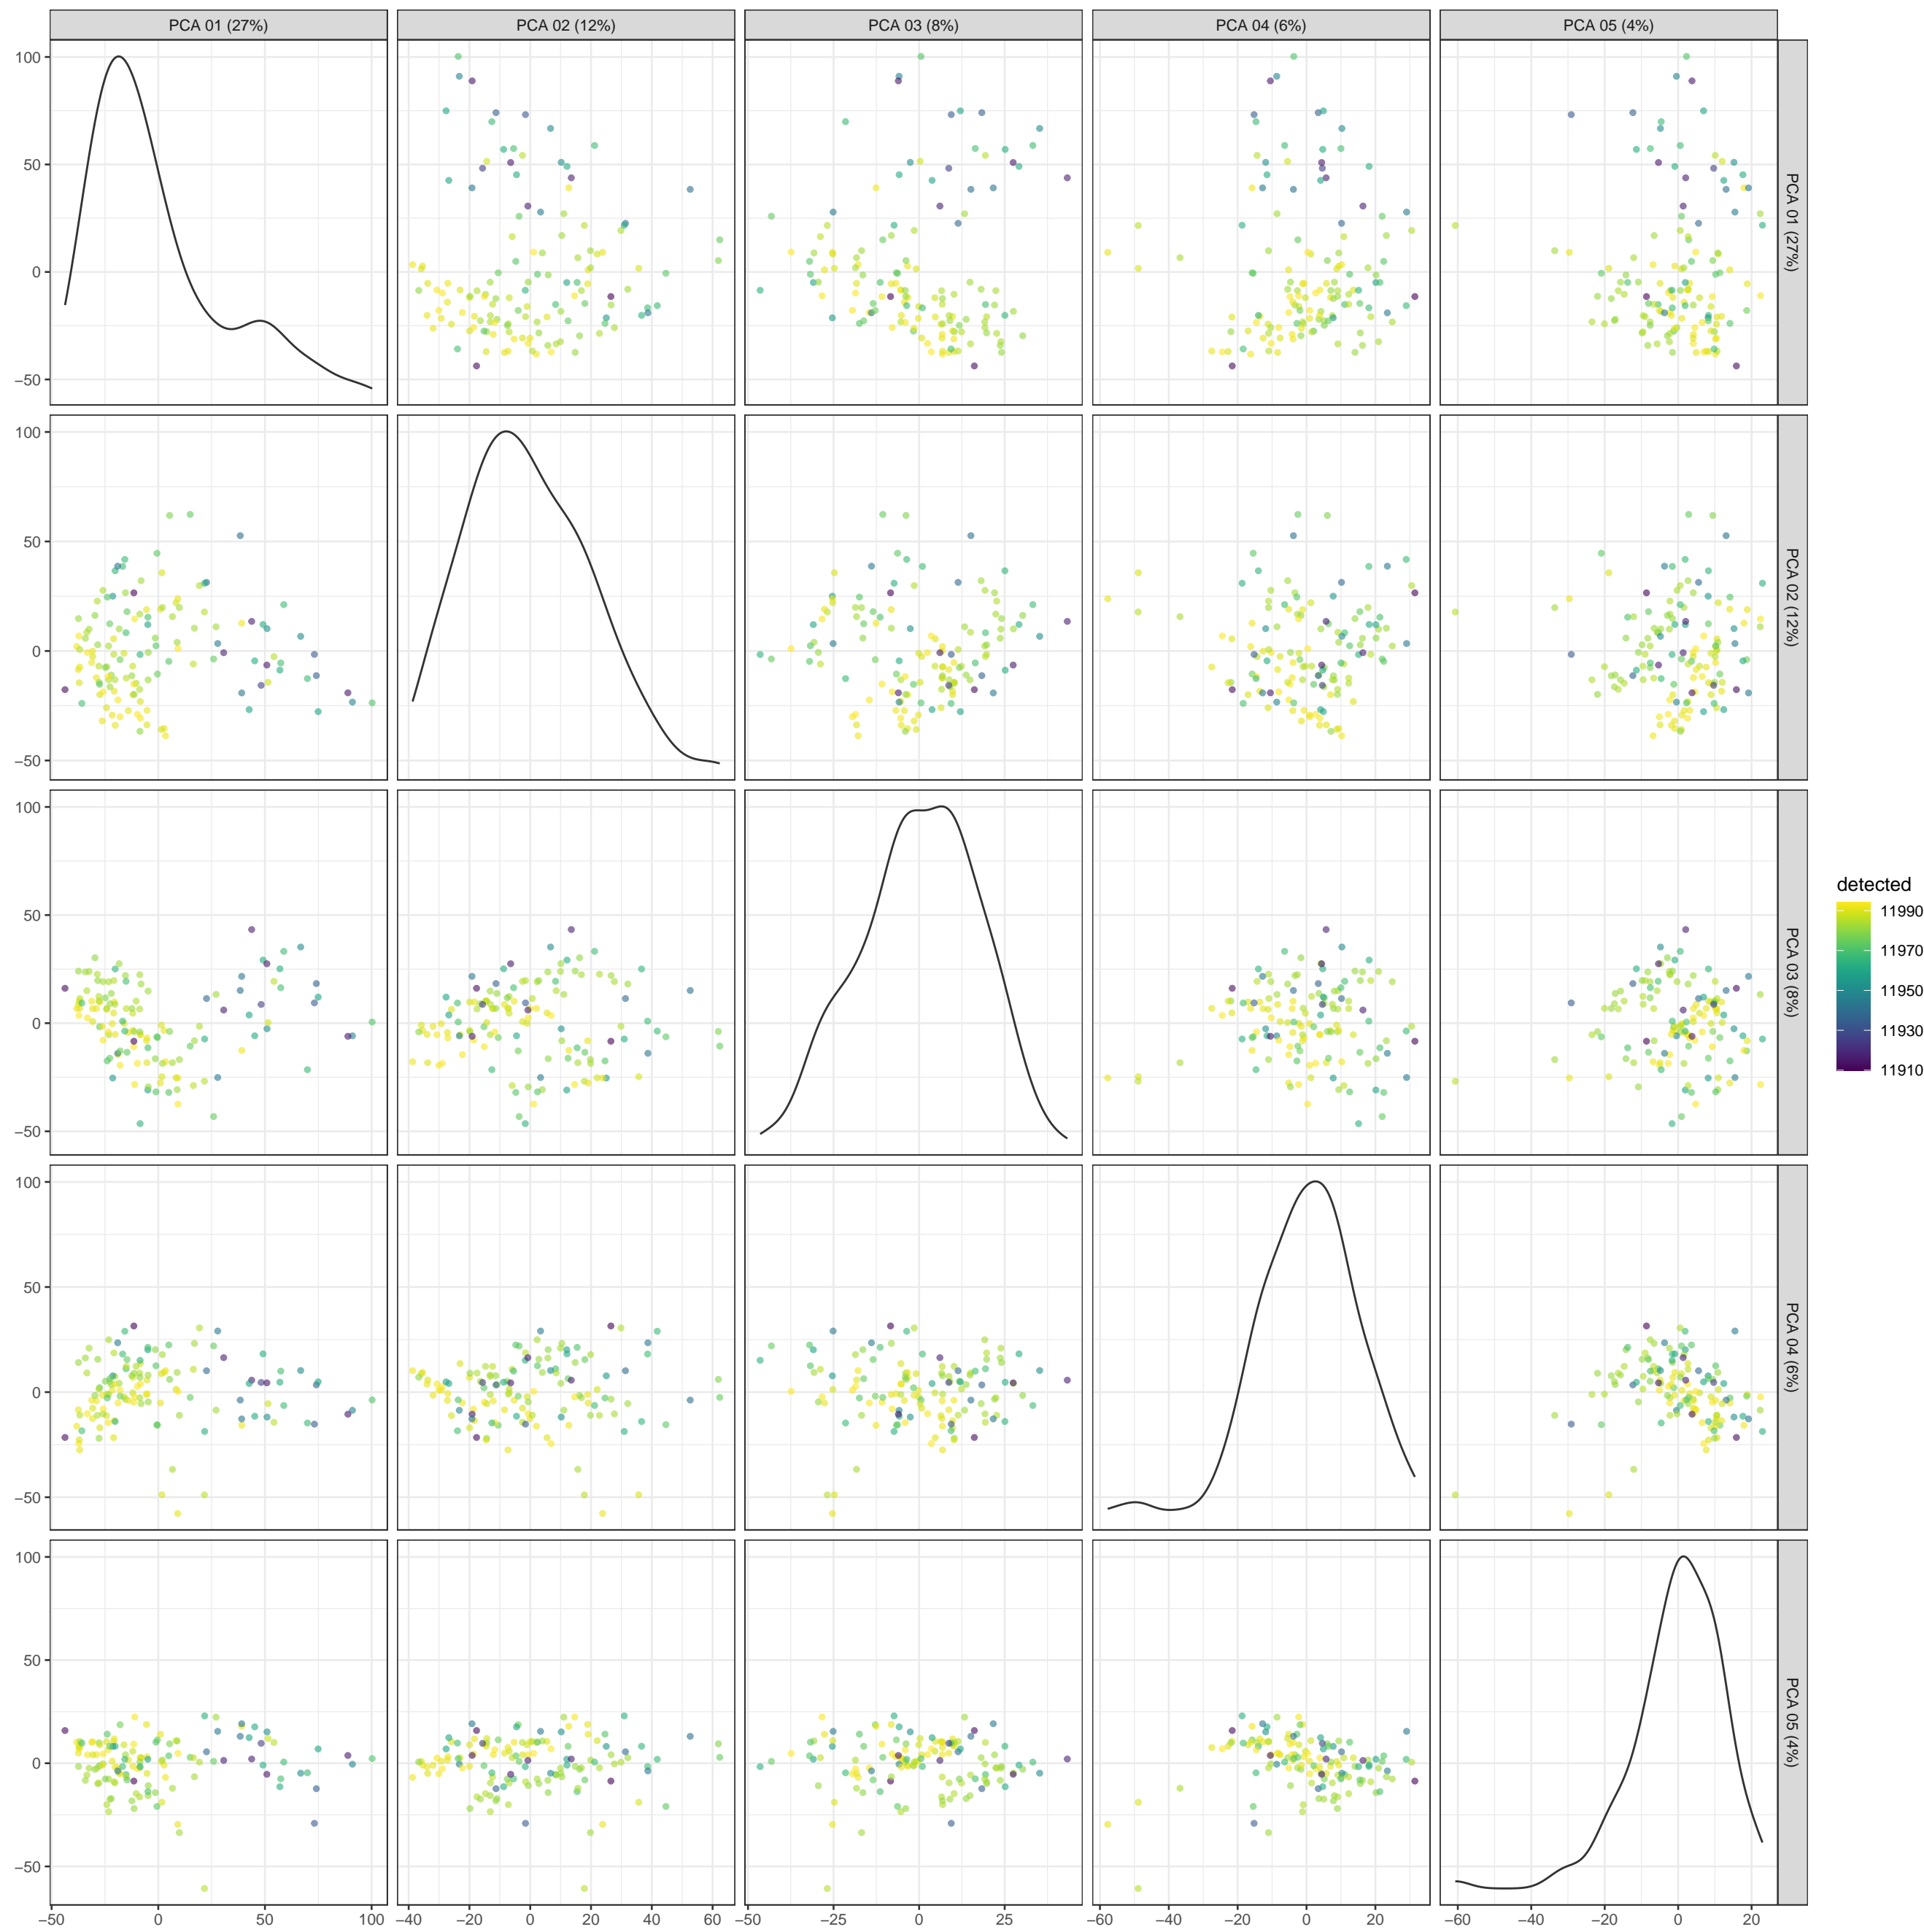 PCA 01 (27%)
PCA 02 (12%)
PCA 03 (8%)
PCA 04 (6%)
PCA 05 (4%)
100
50
0
−50
PCA 01 (27%)
100
50
0
−50
PCA 02 (12%)
100
50
0
−50
PCA 03 (8%)
detected
11990
11970
11950
11930
11910
100
50
0
−50
PCA 04 (6%)
100
50
0
−50
PCA 05 (4%)
−50 0 50 100
−40 −20 0 20 40 60
−50 −25 0 25
−60 −40 −20 0 20
−60 −40 −20 0 20